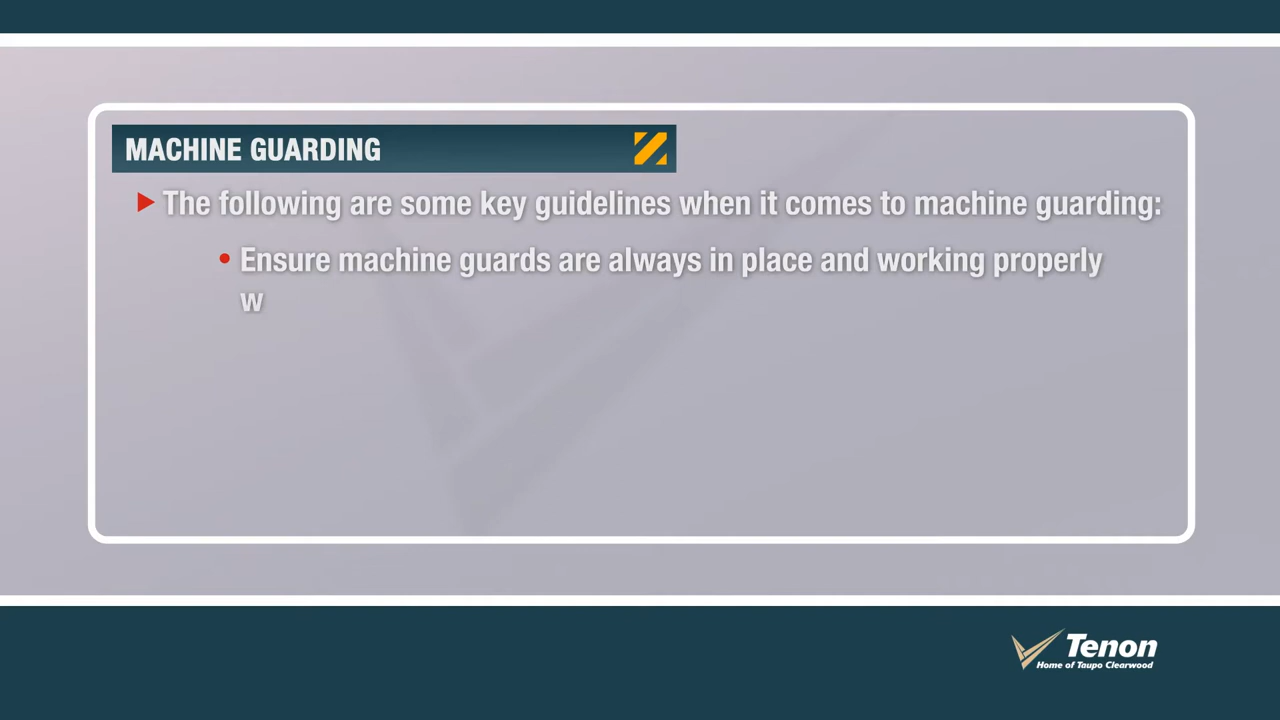 MACHINE GUARDING
The following are some key guidelines when it comes to machine guarding:
Ensure machine guards are always in place and working properly
w
Tenon
Home of Taupo Clearwood